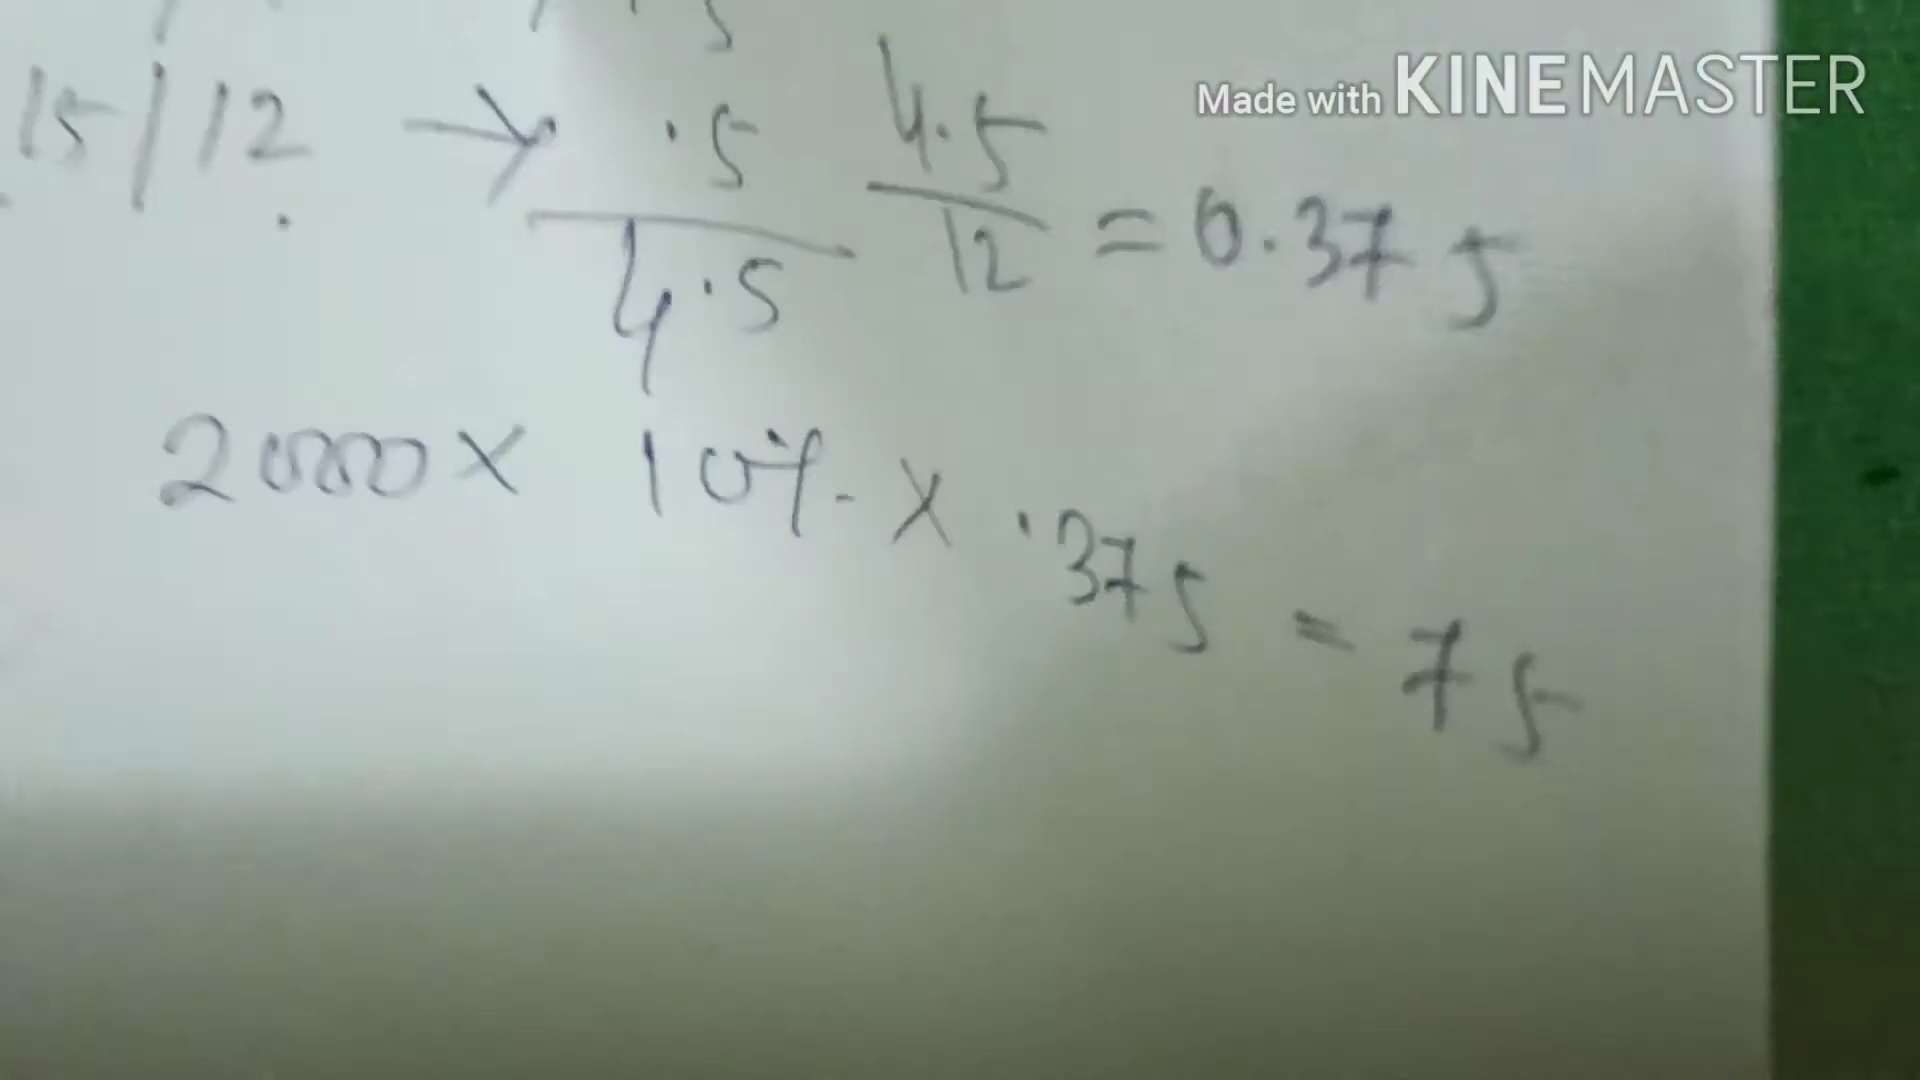 Made with KINEMASTER
15/12 → .5
4.5
4.5/12 = 0.375
2000 x 10% x .375 = 75